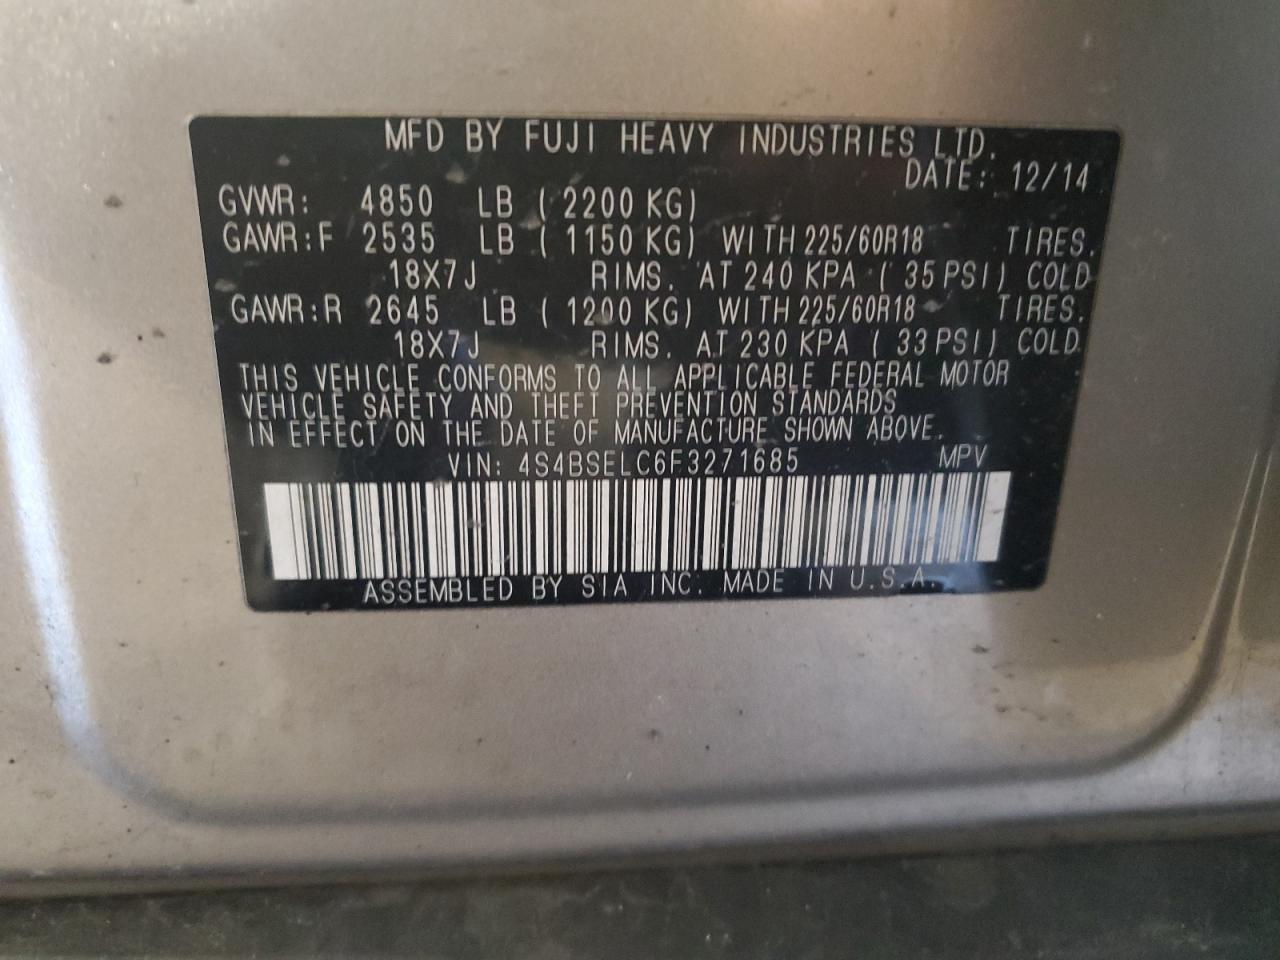 MFD BY FUJI HEAVY INDUSTRIES LTD.
DATE: 12/14
GVWR: 4850 LB ( 2200 KG)
GAWR:F 2535 LB ( 1150 KG) WITH 225/60R18 TIRES.
18X7J RIMS. AT 240 KPA ( 35 PSI) COLD
GAWR:R 2645 LB ( 1200 KG) WITH 225/60R18 TIRES.
18X7J RIMS. AT 230 KPA ( 33 PSI) COLD.
THIS VEHICLE CONFORMS TO ALL APPLICABLE FEDERAL MOTOR
VEHICLE SAFETY AND THEFT PREVENTION STANDARDS
IN EFFECT ON THE DATE OF MANUFACTURE SHOWN ABOVE.
VIN: 4S4BSELC6F3271685 MPV
ASSEMBLED BY SIA INC. MADE IN U.S.A.